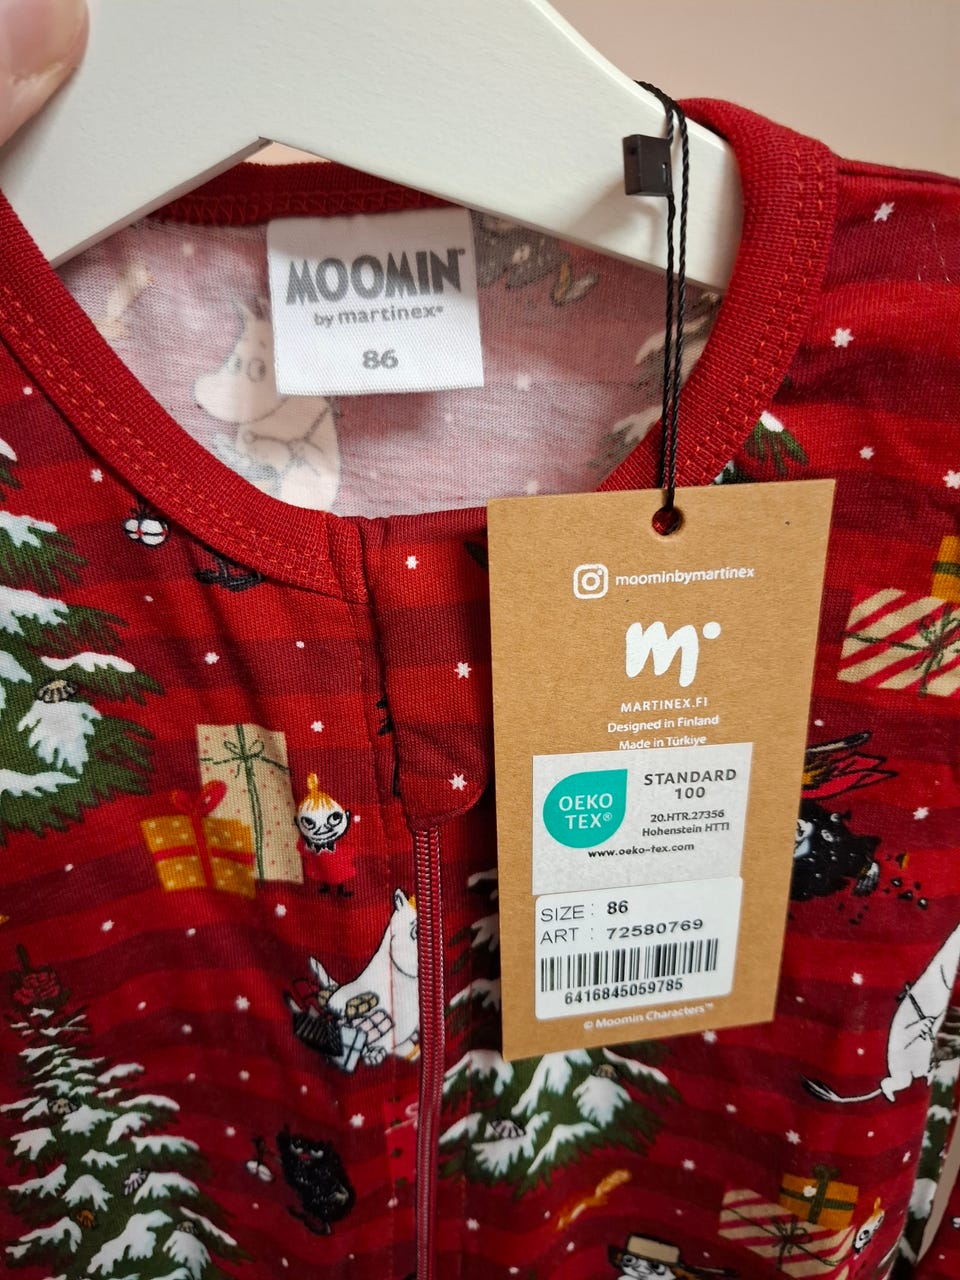 MOOMIN™
by martinex®
86
moominbymartinex
m
MARTINEX.FI
Designed in Finland
Made in Türkiye
OEKO
TEX®
STANDARD
100
20.HTR.27356
Hohenstein HTTI
www.oeko-tex.com
SIZE : 86
ART : 72580769
6416845059785
© Moomin Characters™